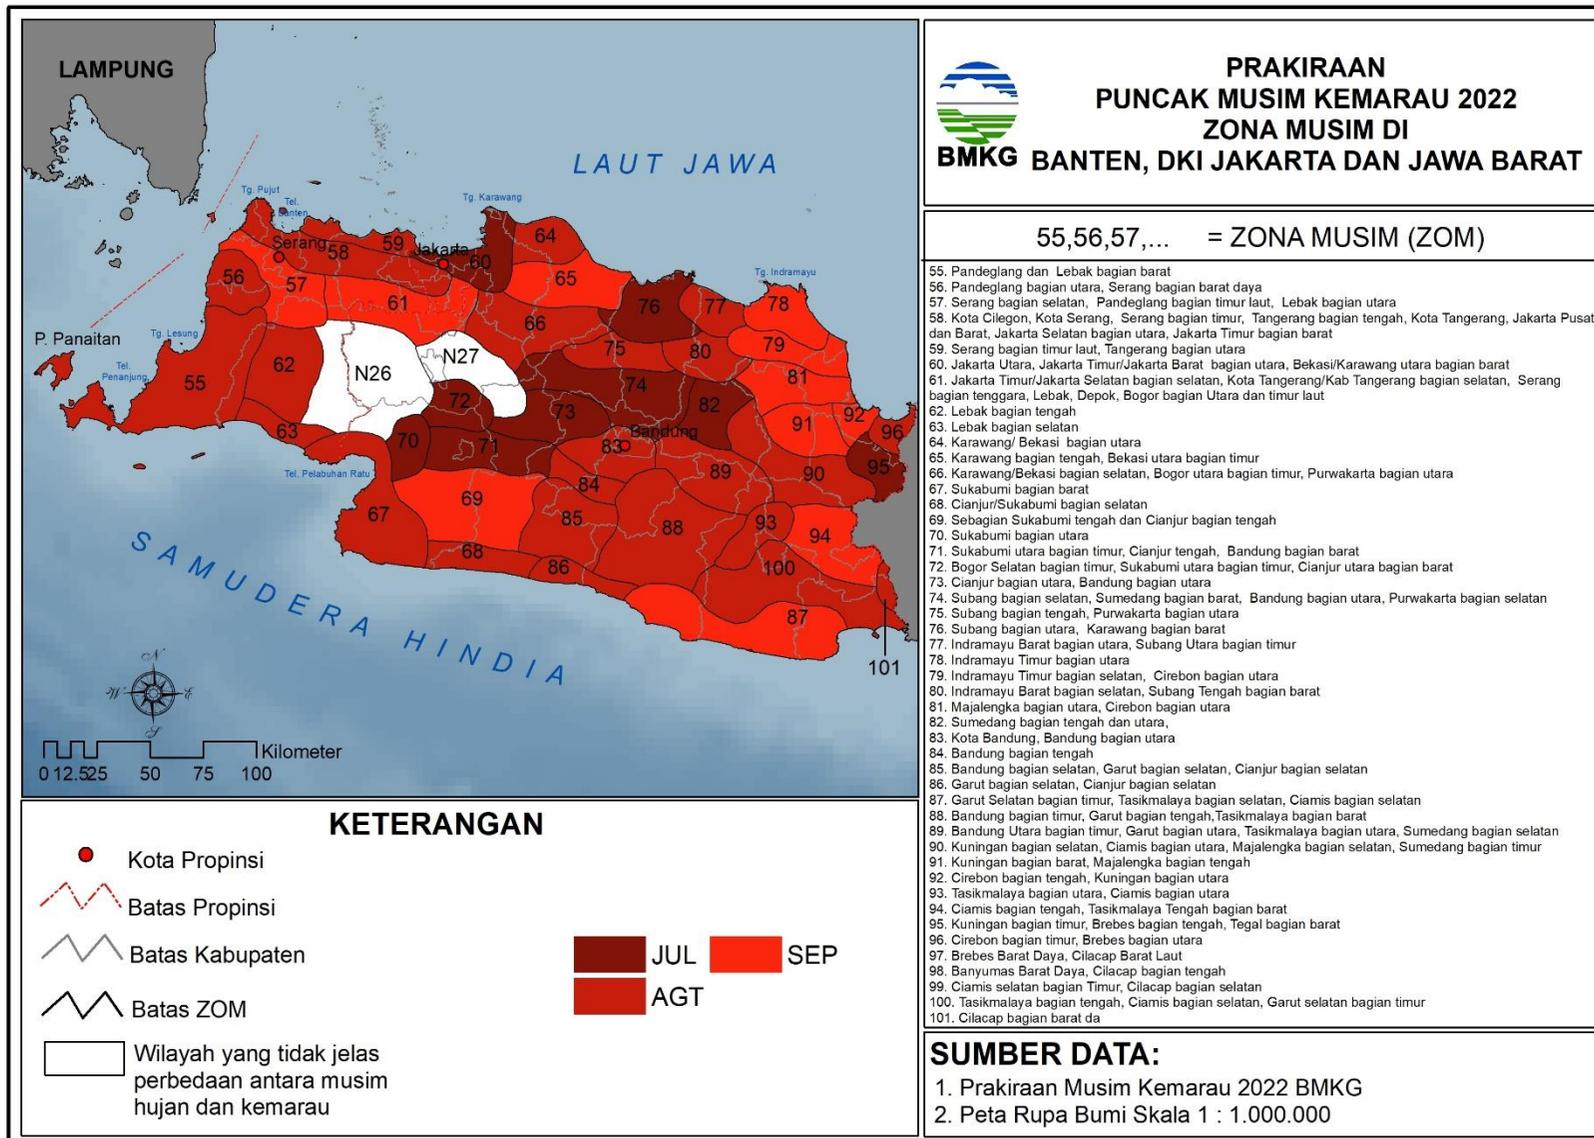 LAMPUNG
LAUT JAWA
Tg. Pujut
Tel.
Banten
Tg. Karawang
Serang
Jakarta
Tg. Indramayu
P. Panaitan
Tg. Lesung
Tel.
Penanjung
Tel. Pelabuhan Ratu
Bandung
SAMUDERA HINDIA
55
56
57
58
59
60
61
62
63
64
65
66
67
68
69
70
71
72
73
74
75
76
77
78
79
80
81
82
83
84
85
86
87
88
89
90
91
92
93
94
95
96
100
101
N26
N27
N
E
S
W
Kilometer
0 12.5 25 50 75 100
PRAKIRAAN
PUNCAK MUSIM KEMARAU 2022
ZONA MUSIM DI
BANTEN, DKI JAKARTA DAN JAWA BARAT
BMKG
55,56,57,... = ZONA MUSIM (ZOM)
55. Pandeglang dan Lebak bagian barat
56. Pandeglang bagian utara, Serang bagian barat daya
57. Serang bagian selatan, Pandeglang bagian timur laut, Lebak bagian utara
58. Kota Cilegon, Kota Serang, Serang bagian timur, Tangerang bagian tengah, Kota Tangerang, Jakarta Pusat
dan Barat, Jakarta Selatan bagian utara, Jakarta Timur bagian barat
59. Serang bagian timur laut, Tangerang bagian utara
60. Jakarta Utara, Jakarta Timur/Jakarta Barat bagian utara, Bekasi/Karawang utara bagian barat
61. Jakarta Timur/Jakarta Selatan bagian selatan, Kota Tangerang/Kab Tangerang bagian selatan, Serang
bagian tenggara, Lebak, Depok, Bogor bagian Utara dan timur laut
62. Lebak bagian tengah
63. Lebak bagian selatan
64. Karawang/ Bekasi bagian utara
65. Karawang bagian tengah, Bekasi utara bagian timur
66. Karawang/Bekasi bagian selatan, Bogor utara bagian timur, Purwakarta bagian utara
67. Sukabumi bagian barat
68. Cianjur/Sukabumi bagian selatan
69. Sebagian Sukabumi tengah dan Cianjur bagian tengah
70. Sukabumi bagian utara
71. Sukabumi utara bagian timur, Cianjur tengah, Bandung bagian barat
72. Bogor Selatan bagian timur, Sukabumi utara bagian timur, Cianjur utara bagian barat
73. Cianjur bagian utara, Bandung bagian utara
74. Subang bagian selatan, Sumedang bagian barat, Bandung bagian utara, Purwakarta bagian selatan
75. Subang bagian tengah, Purwakarta bagian utara
76. Subang bagian utara, Karawang bagian barat
77. Indramayu Barat bagian utara, Subang Utara bagian timur
78. Indramayu Timur bagian utara
79. Indramayu Timur bagian selatan, Cirebon bagian utara
80. Indramayu Barat bagian selatan, Subang Tengah bagian barat
81. Majalengka bagian utara, Cirebon bagian utara
82. Sumedang bagian tengah dan utara,
83. Kota Bandung, Bandung bagian utara
84. Bandung bagian tengah
85. Bandung bagian selatan, Garut bagian selatan, Cianjur bagian selatan
86. Garut bagian selatan, Cianjur bagian selatan
87. Garut Selatan bagian timur, Tasikmalaya bagian selatan, Ciamis bagian selatan
88. Bandung bagian timur, Garut bagian tengah,Tasikmalaya bagian barat
89. Bandung Utara bagian timur, Garut bagian utara, Tasikmalaya bagian utara, Sumedang bagian selatan
90. Kuningan bagian selatan, Ciamis bagian utara, Majalengka bagian selatan, Sumedang bagian timur
91. Kuningan bagian barat, Majalengka bagian tengah
92. Cirebon bagian tengah, Kuningan bagian utara
93. Tasikmalaya bagian utara, Ciamis bagian utara
94. Ciamis bagian tengah, Tasikmalaya Tengah bagian barat
95. Kuningan bagian timur, Brebes bagian tengah, Tegal bagian barat
96. Cirebon bagian timur, Brebes bagian utara
97. Brebes Barat Daya, Cilacap Barat Laut
98. Banyumas Barat Daya, Cilacap bagian tengah
99. Ciamis selatan bagian Timur, Cilacap bagian selatan
100. Tasikmalaya bagian tengah, Ciamis bagian selatan, Garut selatan bagian timur
101. Cilacap bagian barat da
KETERANGAN
Kota Propinsi
Batas Propinsi
Batas Kabupaten
Batas ZOM
Wilayah yang tidak jelas
perbedaan antara musim
hujan dan kemarau
JUL
SEP
AGT
SUMBER DATA:
1. Prakiraan Musim Kemarau 2022 BMKG
2. Peta Rupa Bumi Skala 1 : 1.000.000